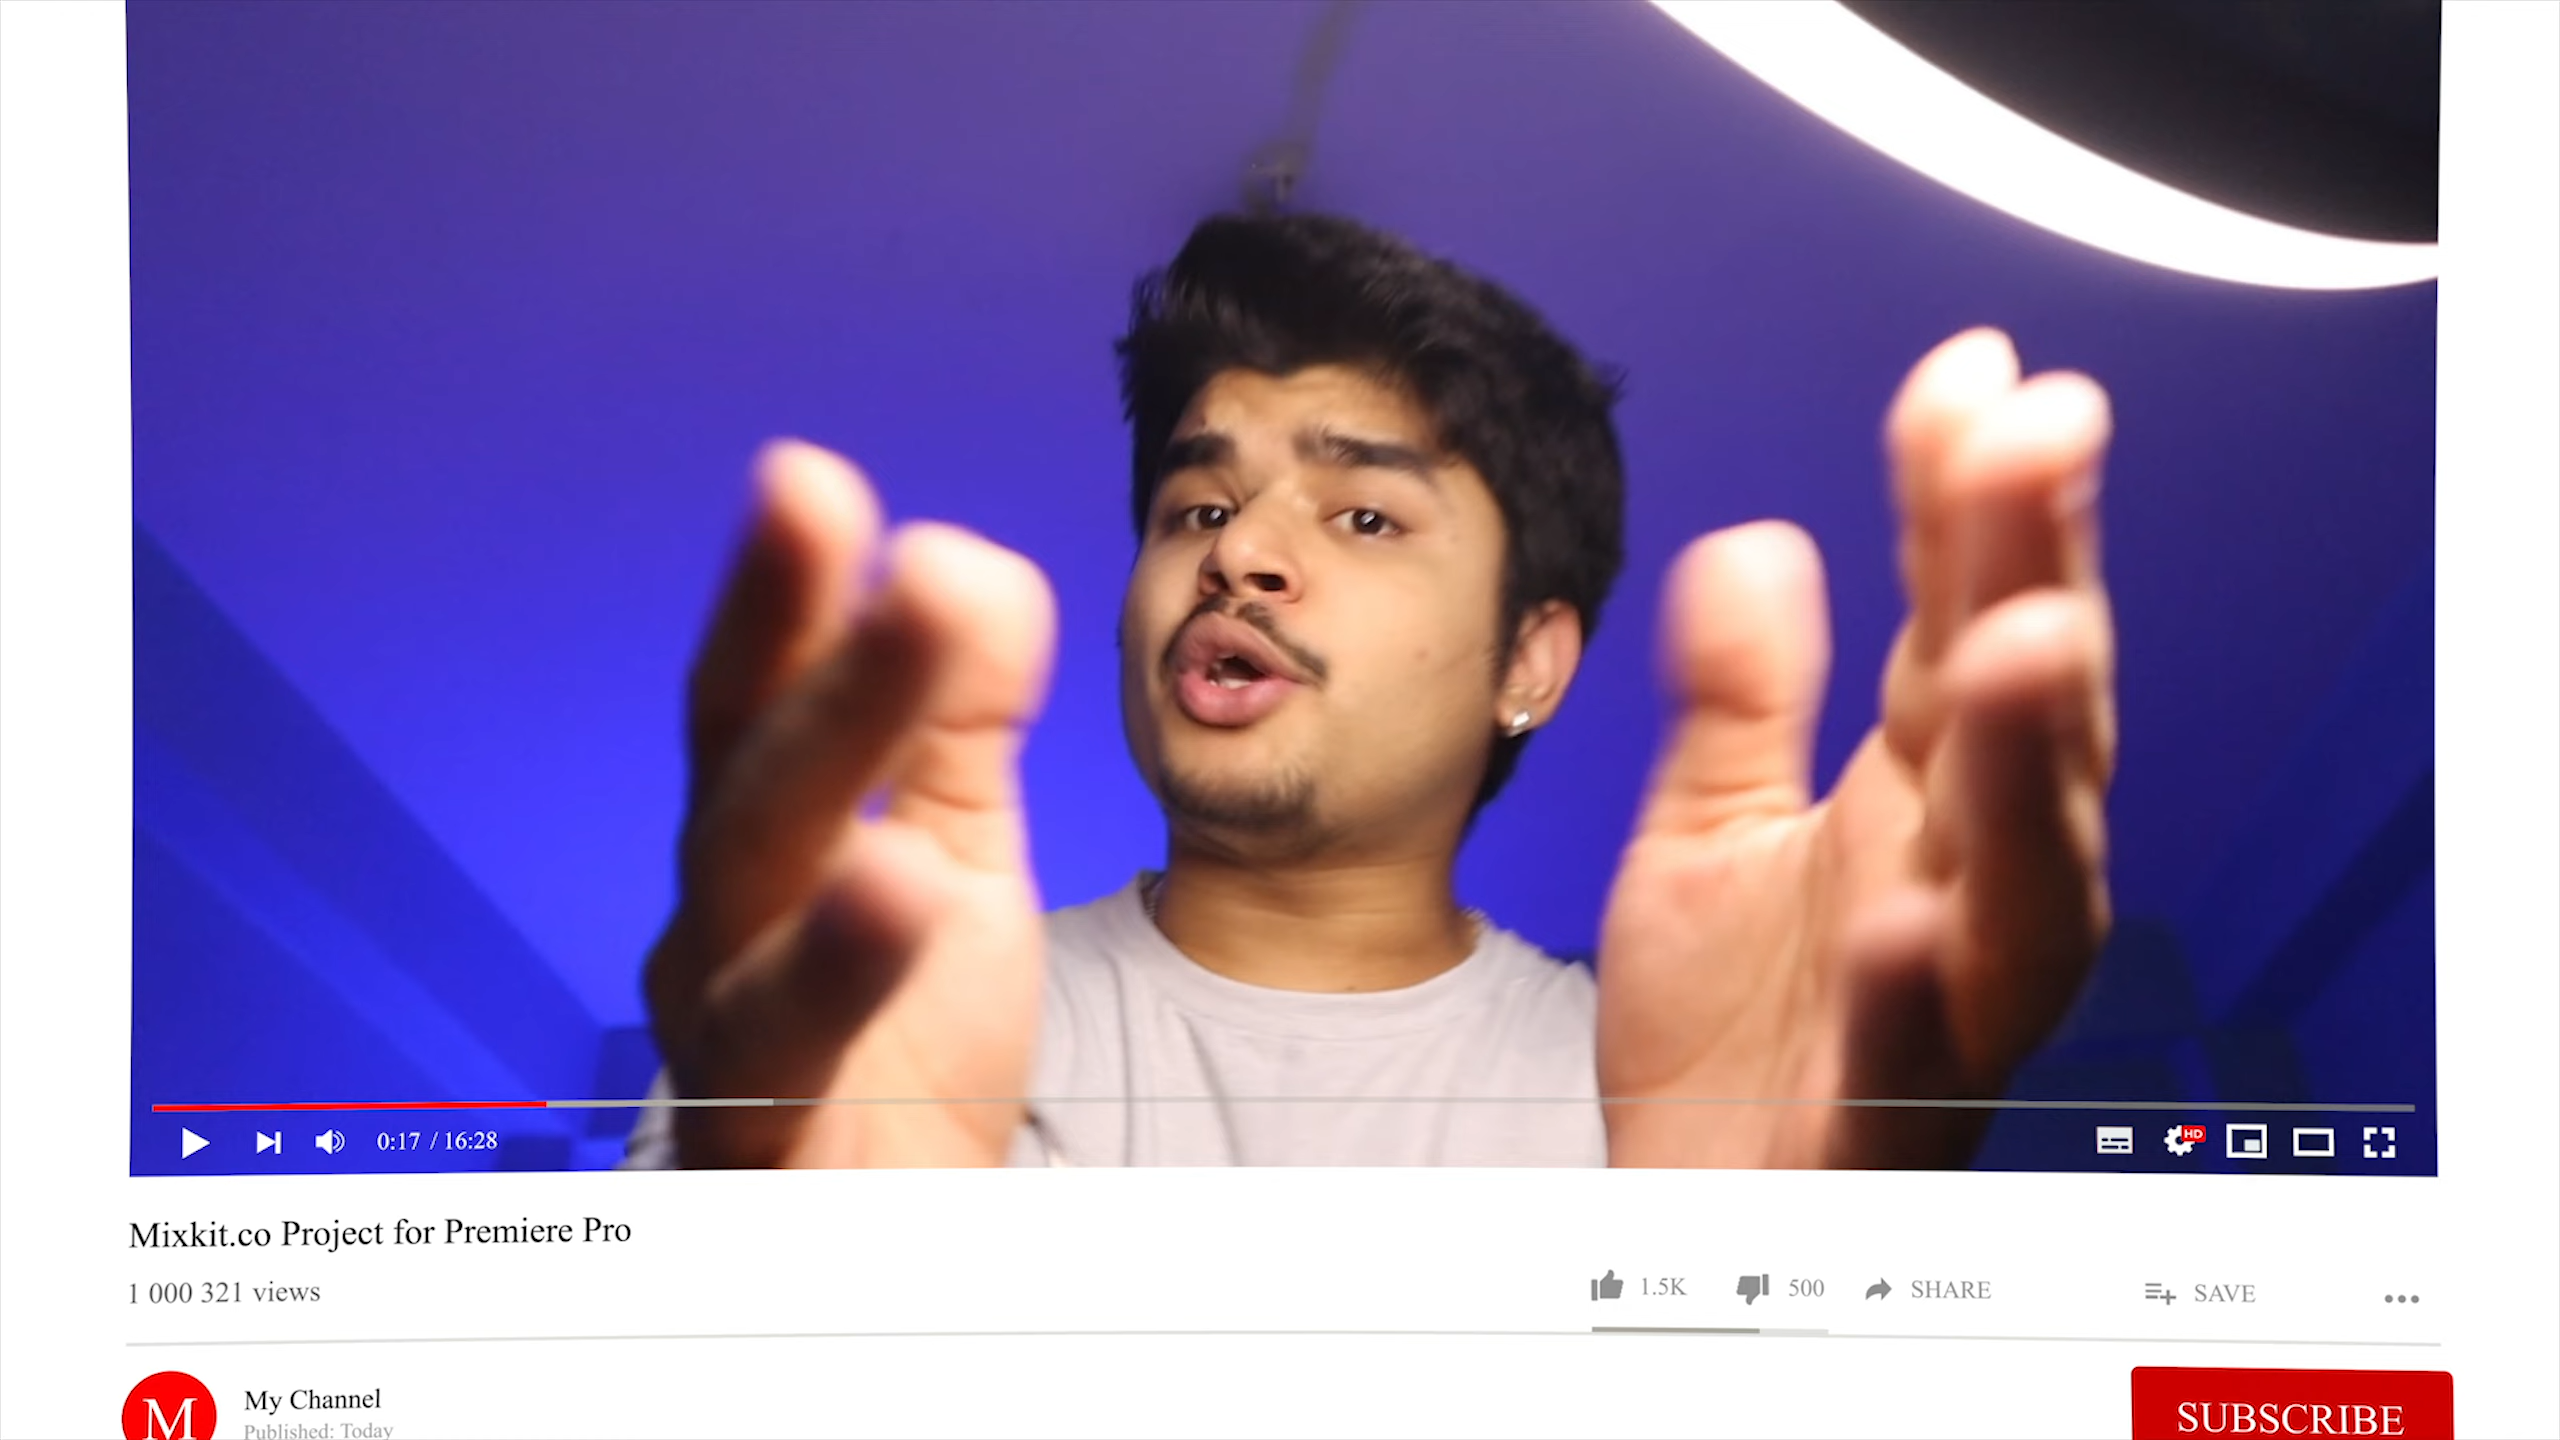 HD
0:17 / 16:28
Mixkit.co Project for Premiere Pro
1 000 321 views
1.5K
500
SHARE
SAVE
M
My Channel
Published: Today
SUBSCRIBE